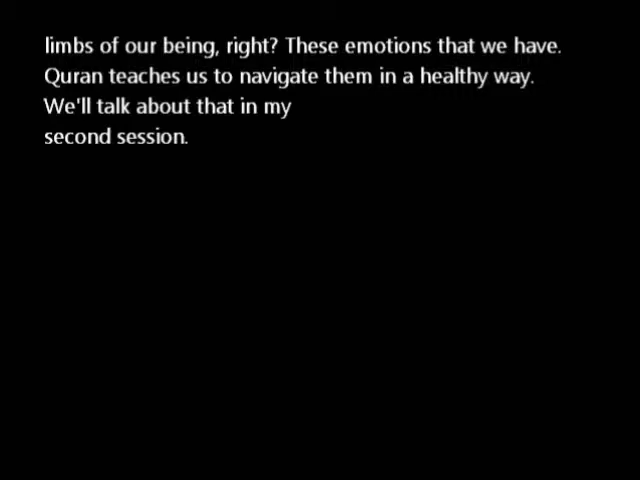 limbs of our being, right? These emotions that we have.
Quran teaches us to navigate them in a healthy way.
We'll talk about that in my
second session.